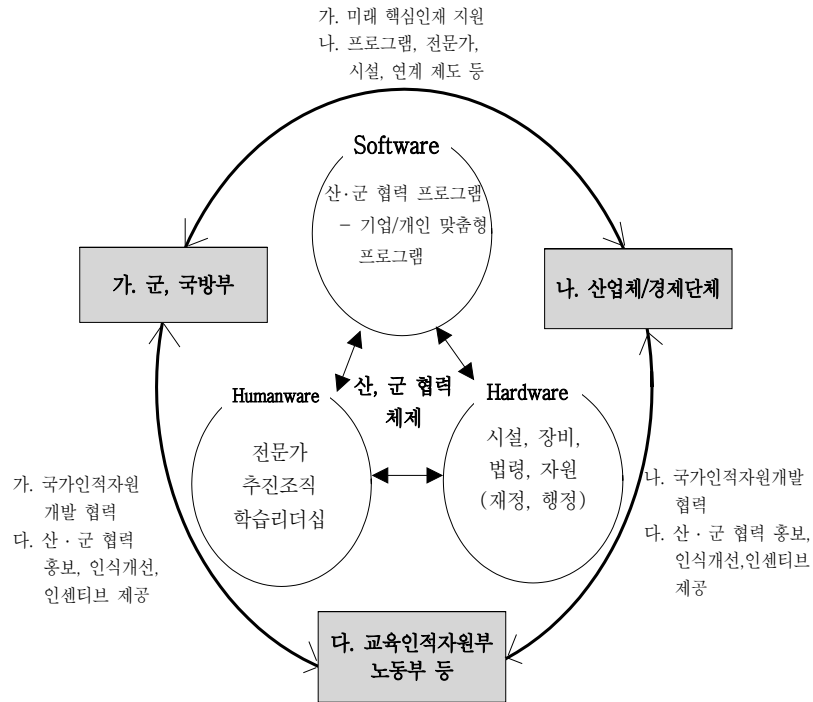 가. 미래 핵심인재 지원
나. 프로그램, 전문가,
시설, 연계 제도 등
Software
산·군 협력 프로그램
- 기업/개인 맞춤형
프로그램
가. 군, 국방부
나. 산업체/경제단체
산, 군 협력
체제
Humanware
전문가
추진조직
학습리더십
Hardware
시설, 장비,
법령, 자원
(재정, 행정)
가. 국가인적자원
개발 협력
다. 산·군 협력
홍보, 인식개선,
인센티브 제공
나. 국가인적자원개발
협력
다. 산·군 협력 홍보,
인식개선,인센티브
제공
다. 교육인적자원부
노동부 등